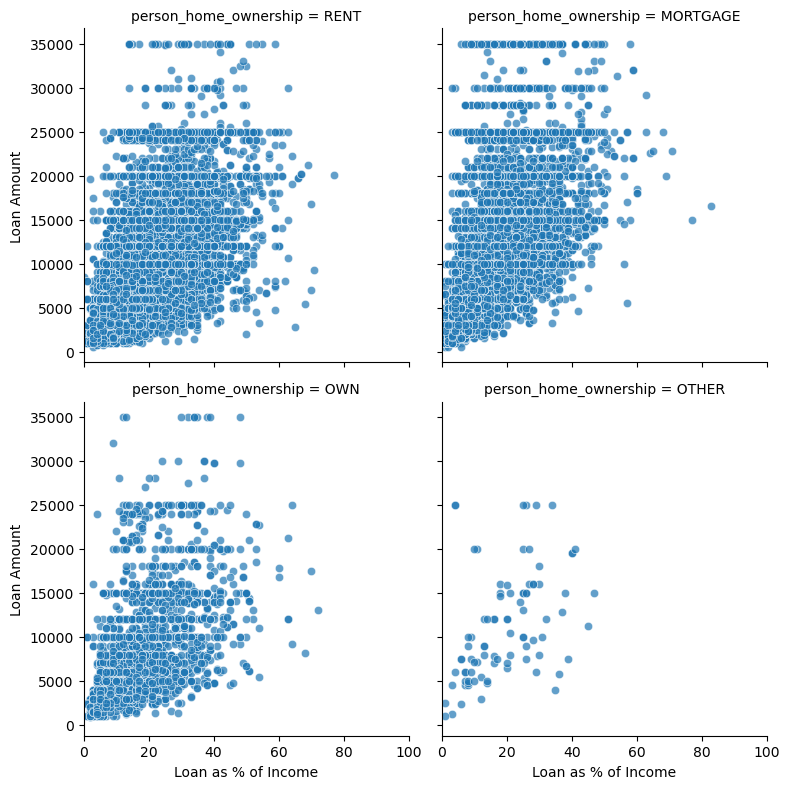 person_home_ownership = RENT
person_home_ownership = MORTGAGE
35000
30000
25000
20000
15000
10000
5000
0
Loan Amount
person_home_ownership = OWN
person_home_ownership = OTHER
35000
30000
25000
20000
15000
10000
5000
0
Loan Amount
0 20 40 60 80 100
0 20 40 60 80 100
Loan as % of Income
Loan as % of Income